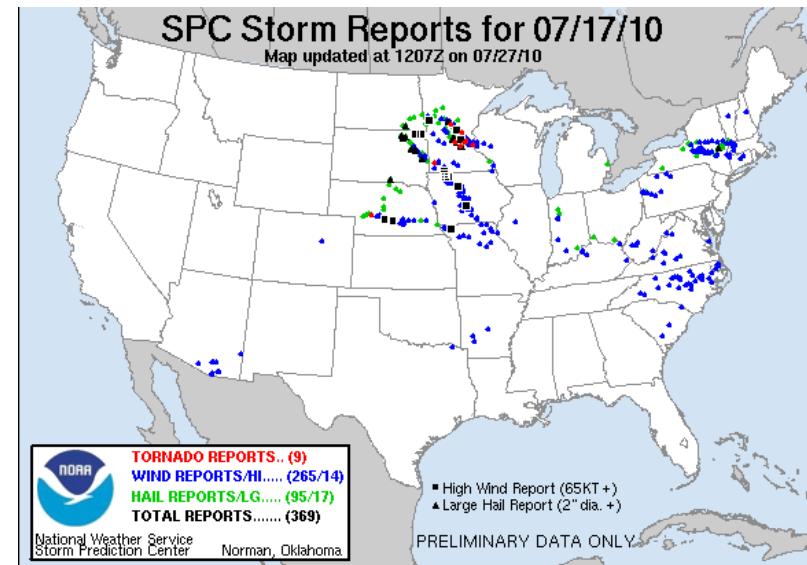 SPC Storm Reports for 07/17/10
Map updated at 1207Z on 07/27/10
NOAA
TORNADO REPORTS.. (9)
WIND REPORTS/HI..... (265/14)
HAIL REPORTS/LG..... (95/17)
TOTAL REPORTS....... (369)
National Weather Service
Storm Prediction Center Norman, Oklahoma
High Wind Report (65KT +)
Large Hail Report (2" dia. +)
PRELIMINARY DATA ONLY